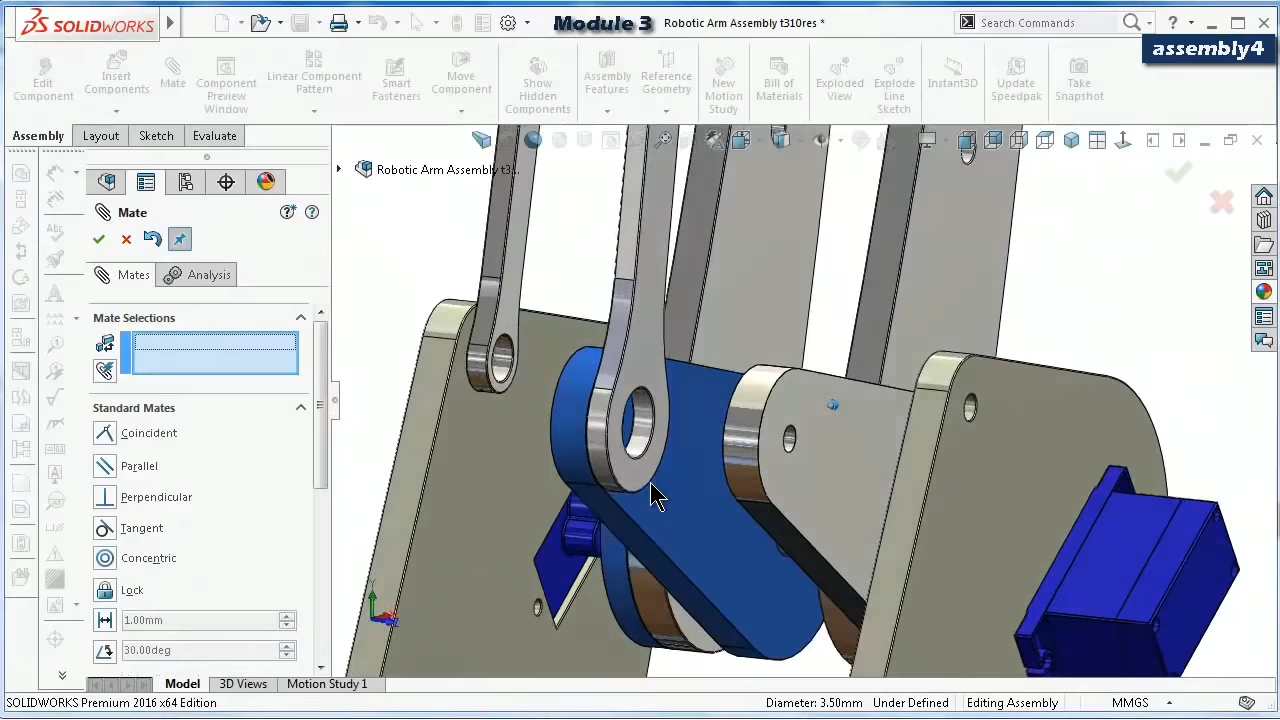 SOLIDWORKS
Module 3
Robotic Arm Assembly t310res *
Search Commands
assembly4
Edit Component
Insert Components
Mate
Component Preview Window
Linear Component Pattern
Smart Fasteners
Move Component
Show Hidden Components
Assembly Features
Reference Geometry
New Motion Study
Bill of Materials
Exploded View
Explode Line Sketch
Instant3D
Update Speedpak
Take Snapshot
Assembly
Layout
Sketch
Evaluate
Robotic Arm Assembly t3...
Mate
Mates
Analysis
Mate Selections
Standard Mates
Coincident
Parallel
Perpendicular
Tangent
Concentric
Lock
1.00mm
30.00deg
Model
3D Views
Motion Study 1
SOLIDWORKS Premium 2016 x64 Edition
Diameter: 3.50mm
Under Defined
Editing Assembly
MMGS